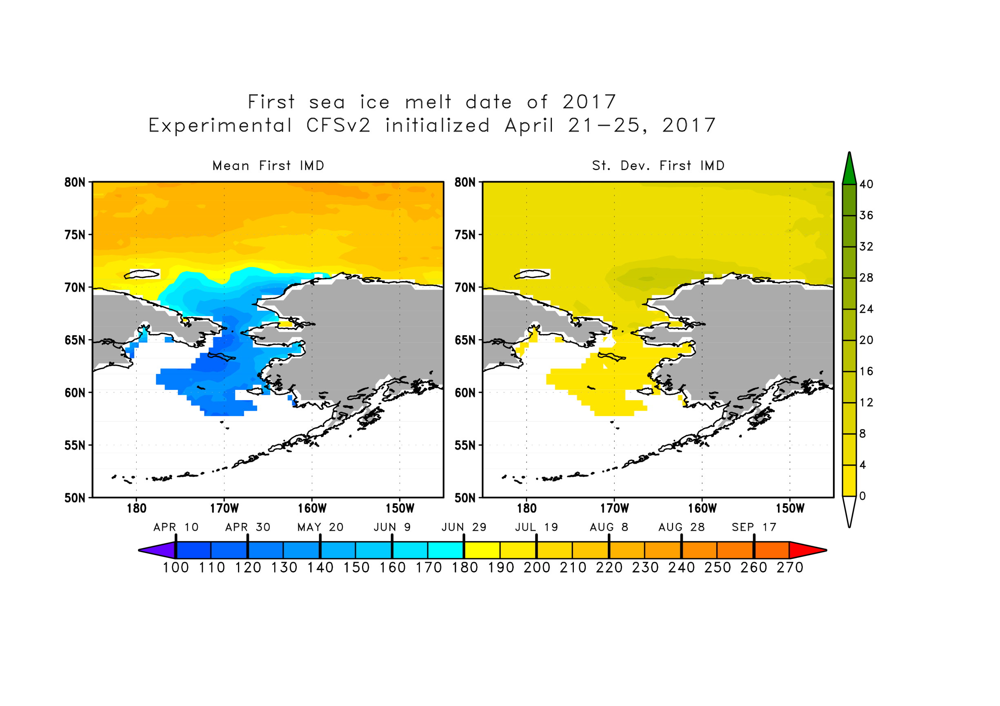 First sea ice melt date of 2017
Experimental CFSv2 initialized April 21-25, 2017
Mean First IMD
80N
75N
70N
65N
60N
55N
50N
180 170W 160W 150W
St. Dev. First IMD
80N
75N
70N
65N
60N
55N
50N
180 170W 160W 150W
40
36
32
28
24
20
16
12
8
4
0
APR 10 APR 30 MAY 20 JUN 9 JUN 29 JUL 19 AUG 8 AUG 28 SEP 17
100 110 120 130 140 150 160 170 180 190 200 210 220 230 240 250 260 270